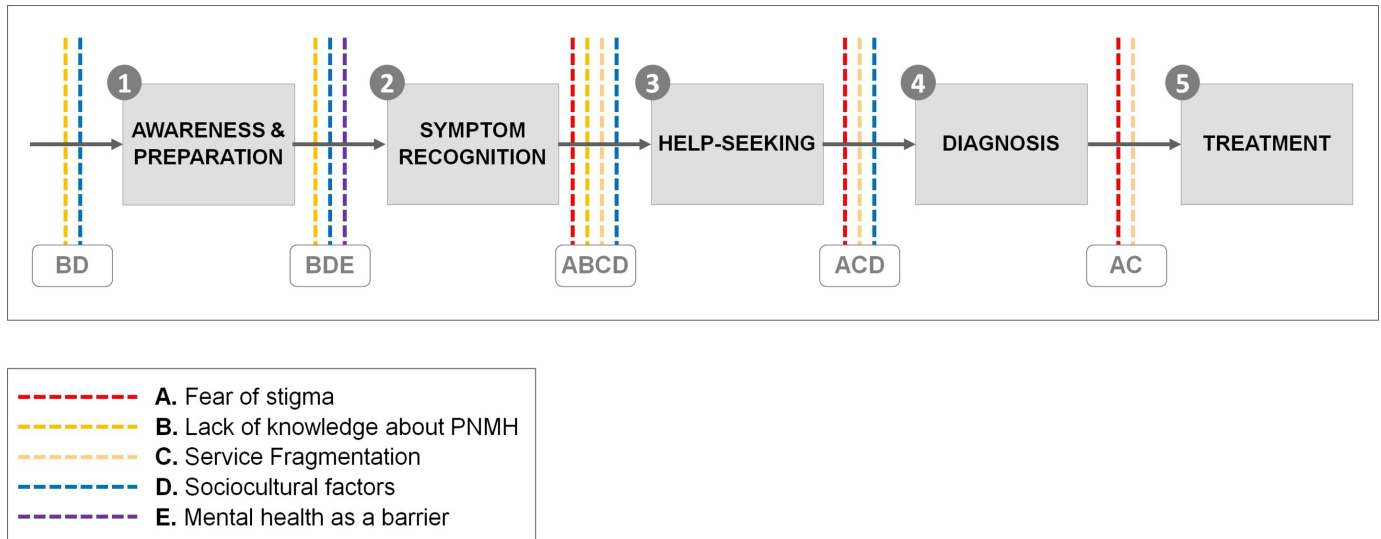 1
AWARENESS &
PREPARATION
2
SYMPTOM
RECOGNITION
3
HELP-SEEKING
4
DIAGNOSIS
5
TREATMENT
BD
BDE
ABCD
ACD
AC
A. Fear of stigma
B. Lack of knowledge about PNMH
C. Service Fragmentation
D. Sociocultural factors
E. Mental health as a barrier